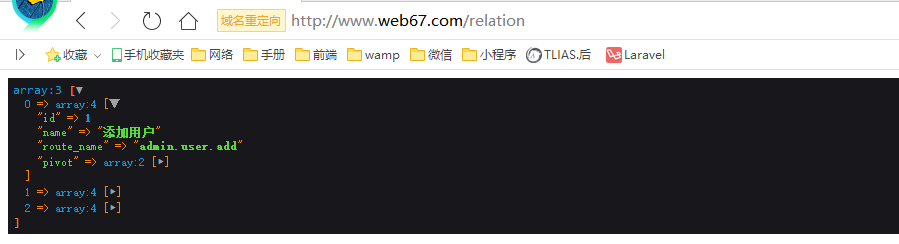 域名重定向 http://www.web67.com/relation
收藏 手机收藏夹 网络 手册 前端 wamp 微信 小程序 TLIAS.后 Laravel
array:3 [▼
0 => array:4 [▼
"id" => 1
"name" => "添加用户"
"route_name" => "admin.user.add"
"pivot" => array:2 [▶]
]
1 => array:4 [▶]
2 => array:4 [▶]
]